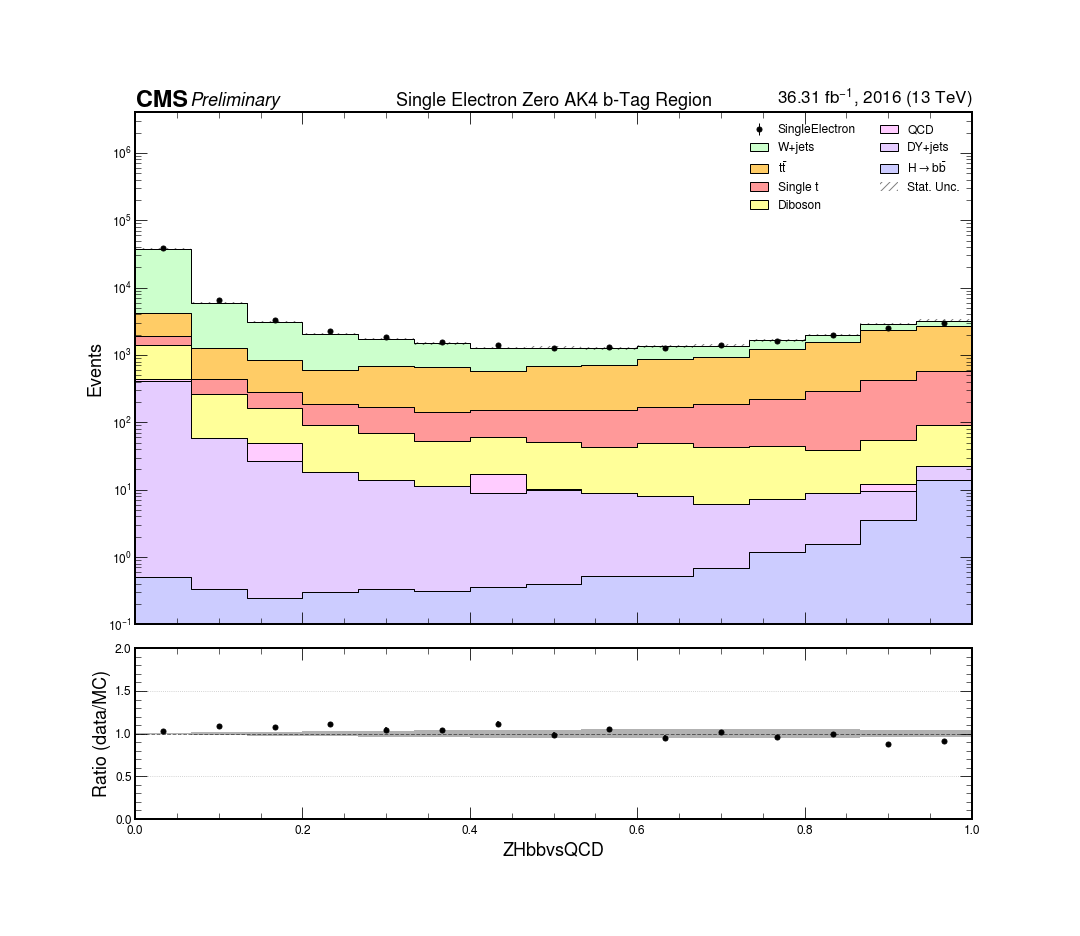 CMS Preliminary Single Electron Zero AK4 b-Tag Region 36.31 fb⁻¹, 2016 (13 TeV)
SingleElectron
W+jets
tt̄
Single t
Diboson
QCD
DY+jets
H→bb̄
Stat. Unc.
Events
10⁶
10⁵
10⁴
10³
10²
10¹
10⁰
10⁻¹
Ratio (data/MC)
2.0
1.5
1.0
0.5
0.0
0.0 0.2 0.4 0.6 0.8 1.0
ZHbbvsQCD